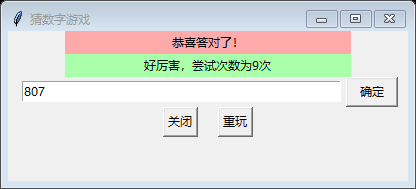 猜数字游戏
恭喜答对了!
好厉害，尝试次数为9次
807 确定
关闭 重玩